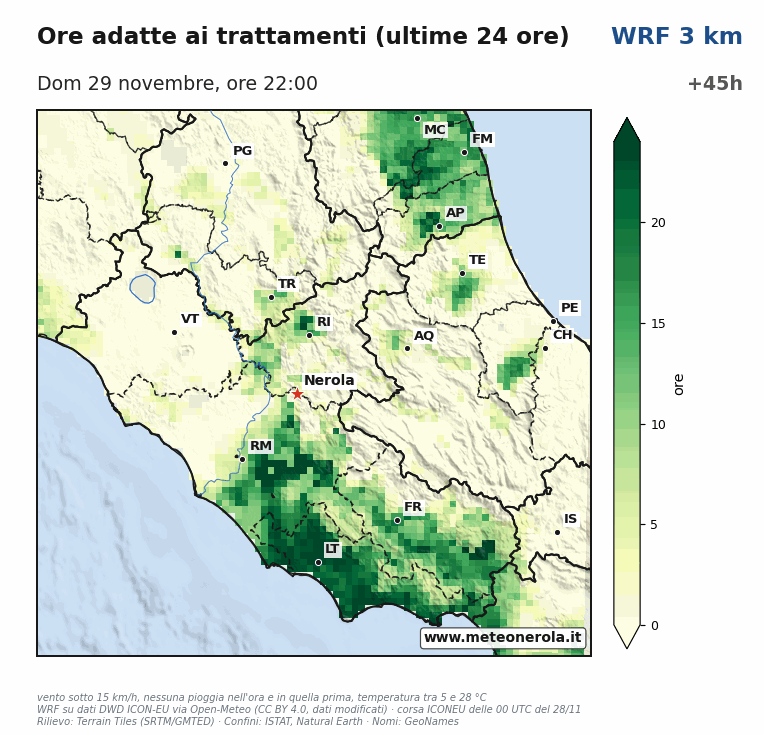 Ore adatte ai trattamenti (ultime 24 ore)
WRF 3 km
Dom 29 novembre, ore 22:00
+45h
MC
FM
PG
AP
TE
TR
PE
RI
VT
AQ
CH
Nerola
RM
FR
IS
LT
www.meteonerola.it
20
15
10
5
0
ore
vento sotto 15 km/h, nessuna pioggia nell'ora e in quella prima, temperatura tra 5 e 28 °C
WRF su dati DWD ICON-EU via Open-Meteo (CC BY 4.0, dati modificati) · corsa ICONEU delle 00 UTC del 28/11
Rilievo: Terrain Tiles (SRTM/GMTED) · Confini: ISTAT, Natural Earth · Nomi: GeoNames